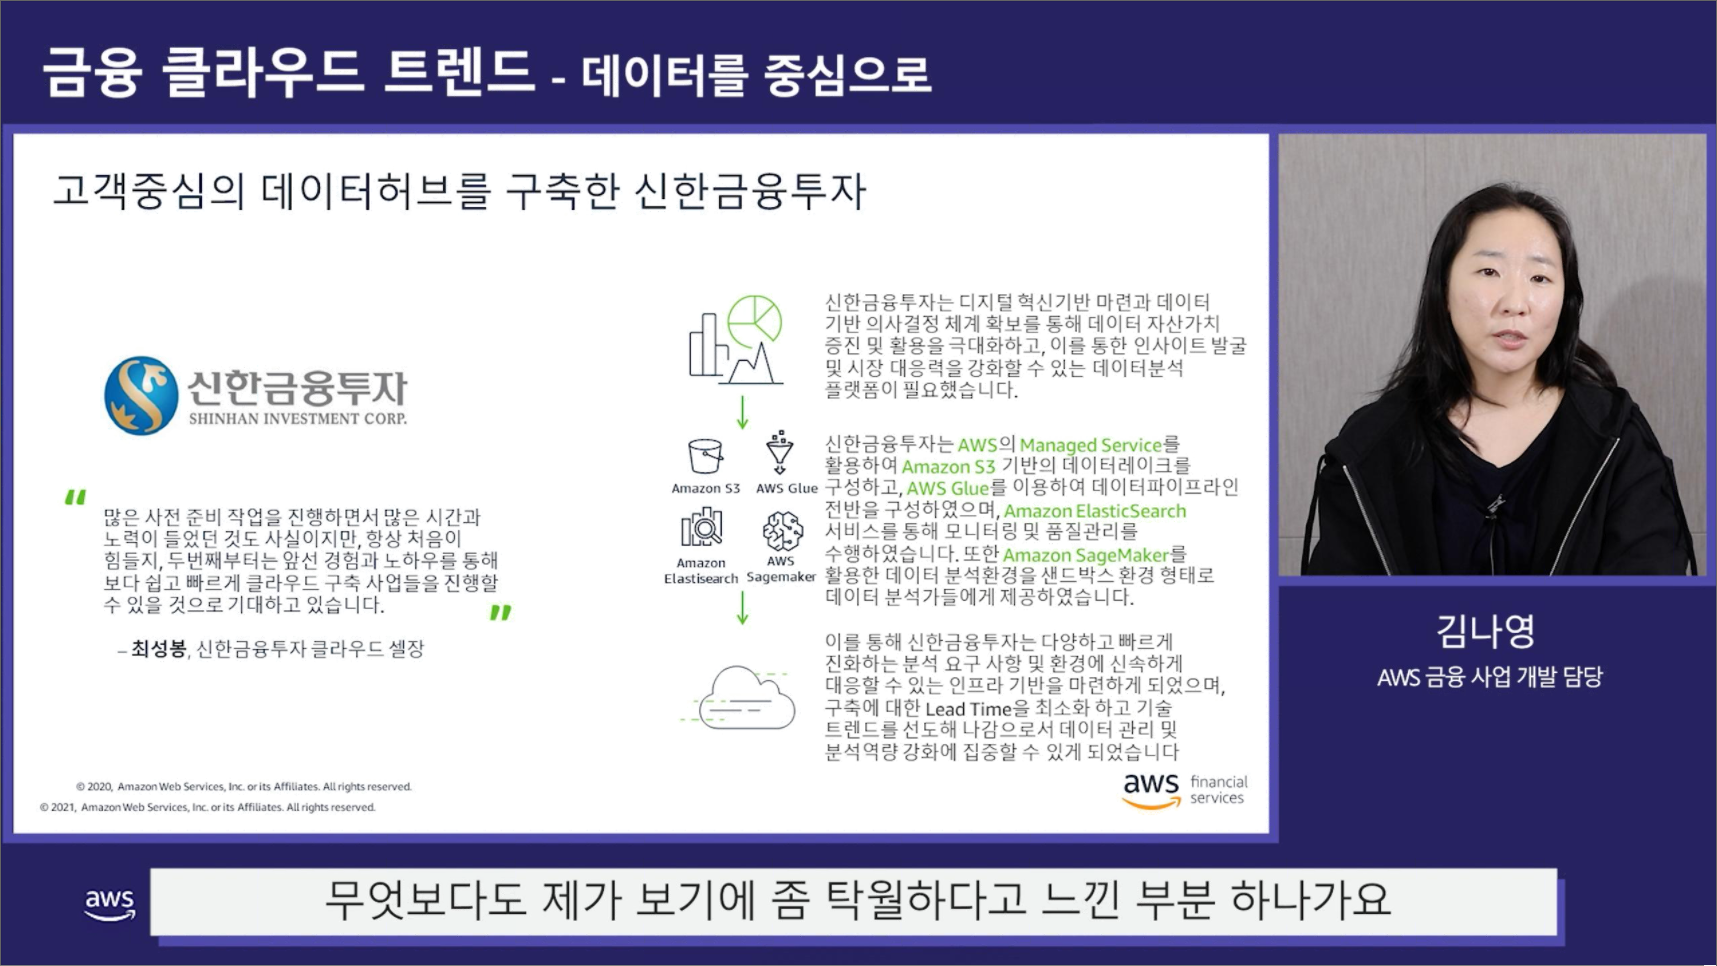 금융 클라우드 트렌드 - 데이터를 중심으로
고객중심의 데이터허브를 구축한 신한금융투자
신한금융투자
SHINHAN INVESTMENT CORP.
“
많은 사전 준비 작업을 진행하면서 많은 시간과
노력이 들었던 것도 사실이지만, 항상 처음이
힘들지, 두번째부터는 앞선 경험과 노하우를 통해
보다 쉽고 빠르게 클라우드 구축 사업들을 진행할
수 있을 것으로 기대하고 있습니다.
”
– 최성봉, 신한금융투자 클라우드 셀장
신한금융투자는 디지털 혁신기반 마련과 데이터
기반 의사결정 체계 확보를 통해 데이터 자산가치
증진 및 활용을 극대화하고, 이를 통한 인사이트 발굴
및 시장 대응력을 강화할 수 있는 데이터분석
플랫폼이 필요했습니다.
Amazon S3
AWS Glue
Amazon
Elastisearch
AWS
Sagemaker
신한금융투자는 AWS의 Managed Service를
활용하여 Amazon S3 기반의 데이터레이크를
구성하고, AWS Glue를 이용하여 데이터파이프라인
전반을 구성하였으며, Amazon ElasticSearch
서비스를 통해 모니터링 및 품질관리를
수행하였습니다. 또한 Amazon SageMaker를
활용한 데이터 분석환경을 샌드박스 환경 형태로
데이터 분석가들에게 제공하였습니다.
이를 통해 신한금융투자는 다양하고 빠르게
진화하는 분석 요구 사항 및 환경에 신속하게
대응할 수 있는 인프라 기반을 마련하게 되었으며,
구축에 대한 Lead Time을 최소화 하고 기술
트렌드를 선도해 나감으로서 데이터 관리 및
분석역량 강화에 집중할 수 있게 되었습니다
© 2020, Amazon Web Services, Inc. or its Affiliates. All rights reserved.
© 2021, Amazon Web Services, Inc. or its Affiliates. All rights reserved.
aws financial
services
김나영
AWS 금융 사업 개발 담당
aws
무엇보다도 제가 보기에 좀 탁월하다고 느낀 부분 하나가요